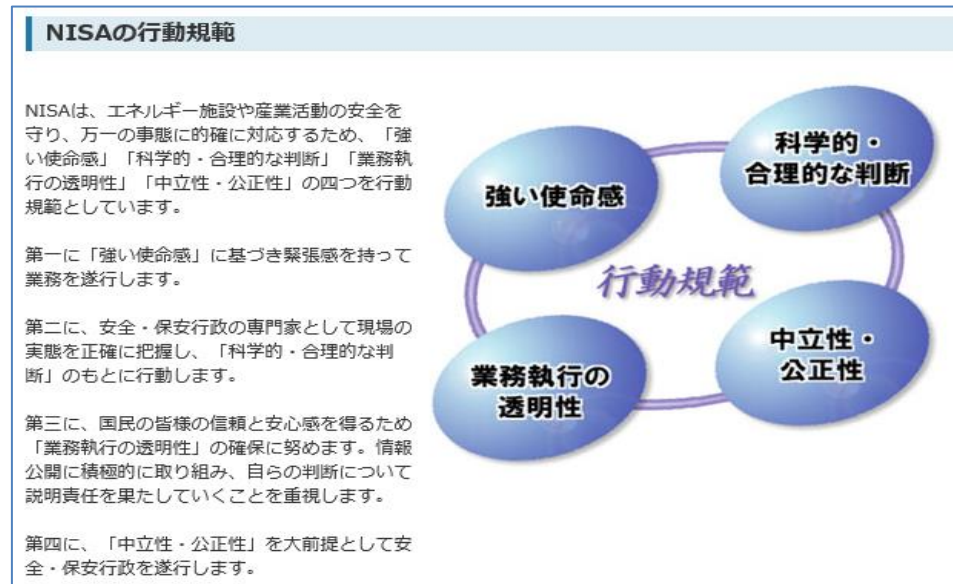 NISAの行動規範
NISAは、エネルギー施設や産業活動の安全を
守り、万一の事態に的確に対応するため、「強
い使命感」「科学的・合理的な判断」「業務執
行の透明性」「中立性・公正性」の四つを行動
規範としています。
第一に「強い使命感」に基づき緊張感を持って
業務を遂行します。
第二に、安全・保安行政の専門家として現場の
実態を正確に把握し、「科学的・合理的な判
断」のもとに行動します。
第三に、国民の皆様の信頼と安心感を得るため
「業務執行の透明性」の確保に努めます。情報
公開に積極的に取り組み、自らの判断について
説明責任を果たしていくことを重視します。
第四に、「中立性・公正性」を大前提として安
全・保安行政を遂行します。
強い使命感
科学的・
合理的な判断
行動規範
業務執行の
透明性
中立性・
公正性